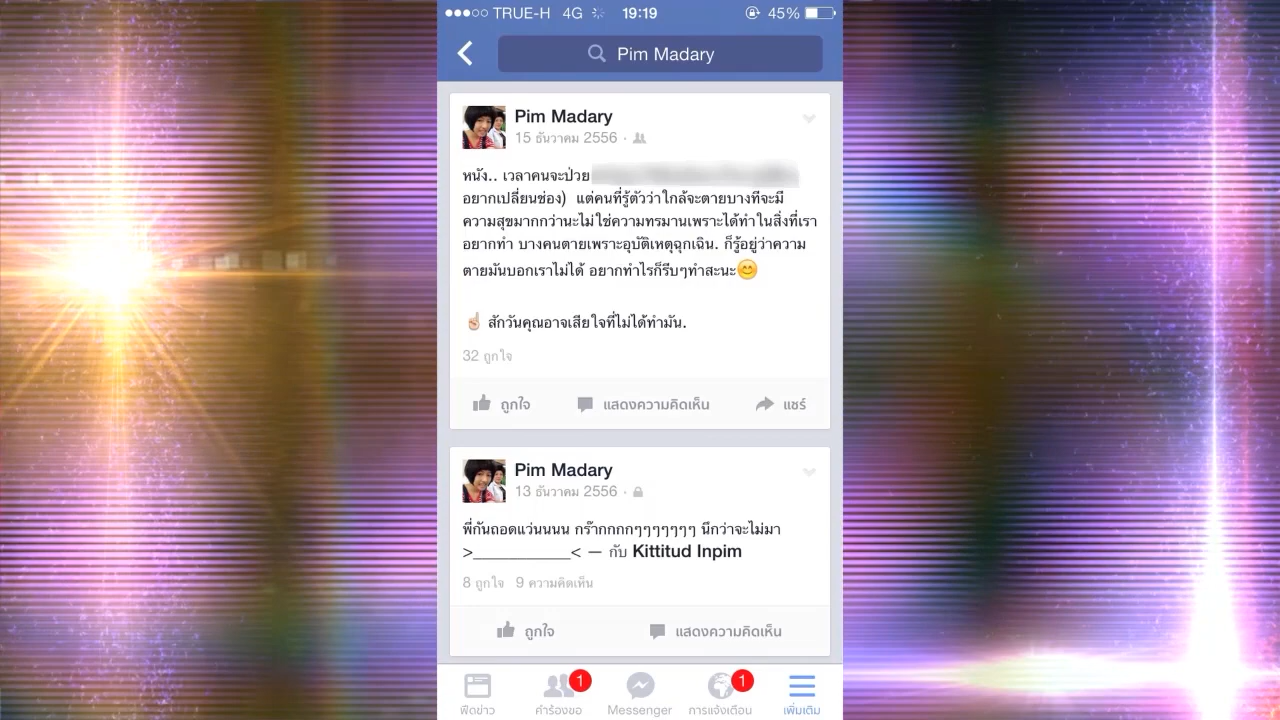 TRUE-H 4G 19:19 45%
Pim Madary
Pim Madary
15 ธันวาคม 2556
หนัง.. เวลาคนจะป่วย
อยากเปลี่ยนช่อง) แต่คนที่รู้ตัวว่าใกล้จะตายบางทีจะมี
ความสุขมากกว่านะไม่ใช่ความทรมานเพราะได้ทำในสิ่งที่เรา
อยากทำ บางคนตายเพราะอุบัติเหตุฉุกเฉิน. ก็รู้อยู่ว่าความ
ตายมันบอกเราไม่ได้ อยากทำไรก็รีบๆทำสะนะ😊
☝ สักวันคุณอาจเสียใจที่ไม่ได้ทำมัน.
32 ถูกใจ
ถูกใจ แสดงความคิดเห็น แชร์
Pim Madary
13 ธันวาคม 2556
พี่กันถอดแว่นนนน กร๊ากกกกๆๆๆๆๆๆๆ นึกว่าจะไม่มา
>__________< — กับ Kittitud Inpim
8 ถูกใจ 9 ความคิดเห็น
ถูกใจ แสดงความคิดเห็น
1 1
ฟีดข่าว คำร้องขอ Messenger การแจ้งเตือน เพิ่มเติม